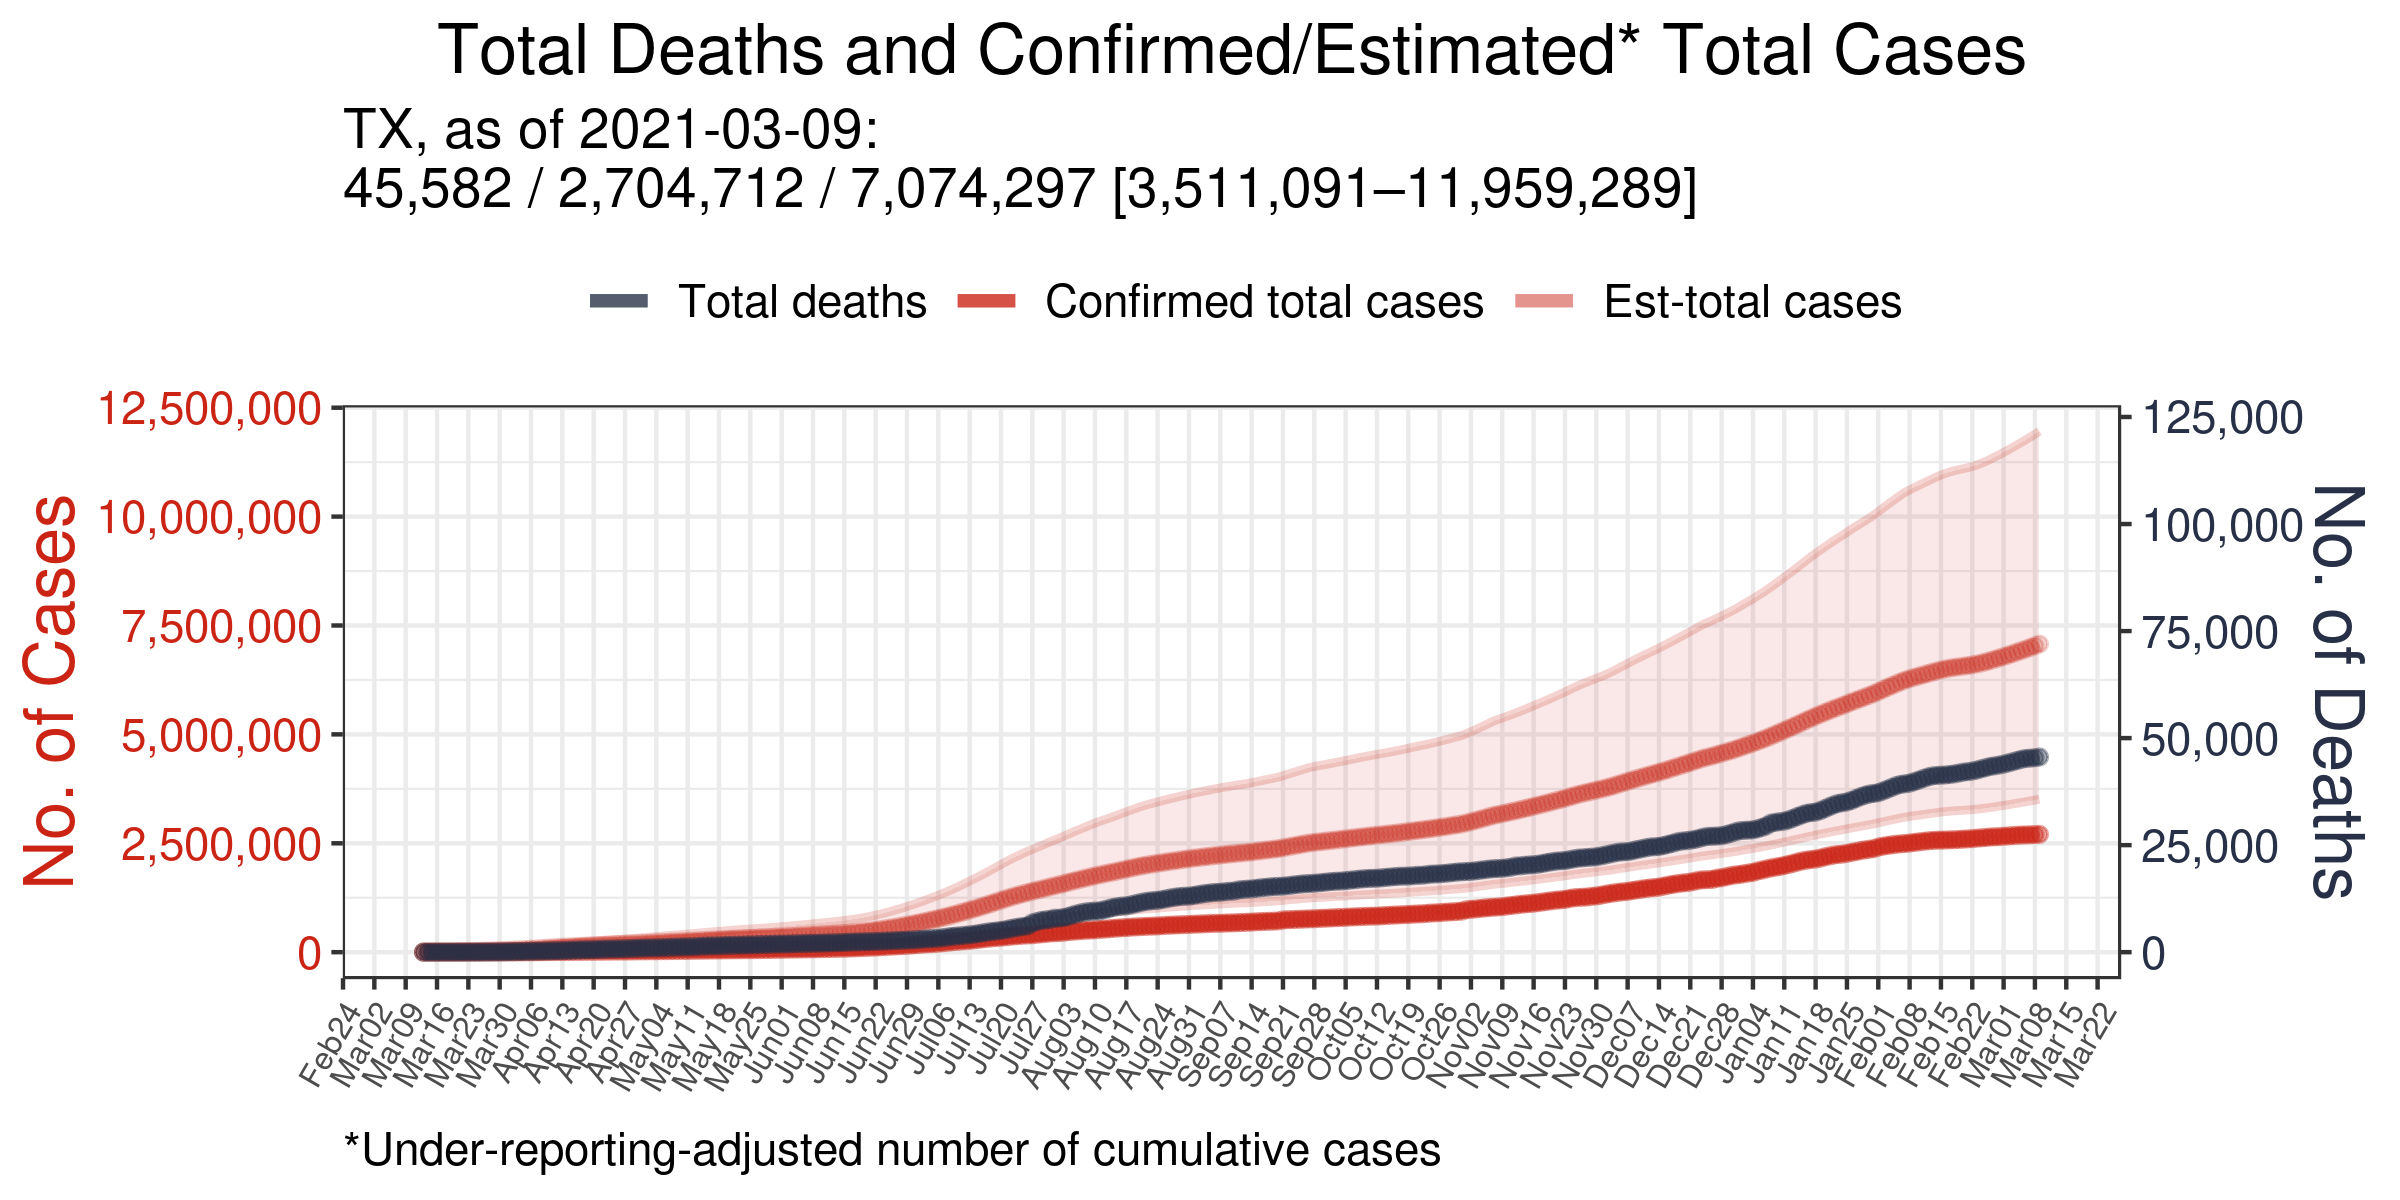 Total Deaths and Confirmed/Estimated* Total Cases
TX, as of 2021-03-09:
45,582 / 2,704,712 / 7,074,297 [3,511,091–11,959,289]
Total deaths
Confirmed total cases
Est-total cases
No. of Cases
12,500,000
10,000,000
7,500,000
5,000,000
2,500,000
0
125,000
100,000
75,000
50,000
25,000
0
No. of Deaths
Feb24
Mar02
Mar09
Mar16
Mar23
Mar30
Apr06
Apr13
Apr20
Apr27
May04
May11
May18
May25
Jun01
Jun08
Jun15
Jun22
Jun29
Jul06
Jul13
Jul20
Jul27
Aug03
Aug10
Aug17
Aug24
Aug31
Sep07
Sep14
Sep21
Sep28
Oct05
Oct12
Oct19
Oct26
Nov02
Nov09
Nov16
Nov23
Nov30
Dec07
Dec14
Dec21
Dec28
Jan04
Jan11
Jan18
Jan25
Feb01
Feb08
Feb15
Feb22
Mar01
Mar08
Mar15
Mar22
*Under-reporting-adjusted number of cumulative cases